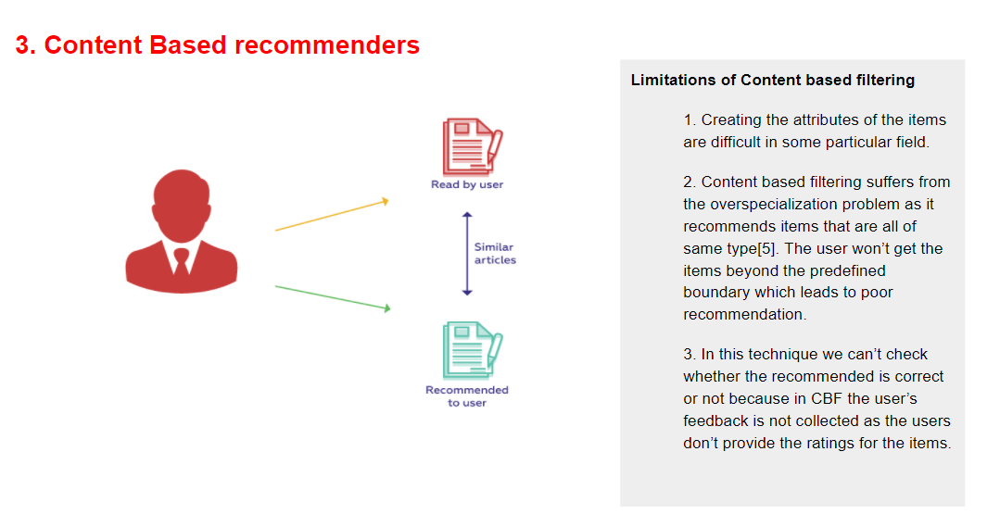 3. Content Based recommenders
Read by user
Similar
articles
Recommended
to user
Limitations of Content based filtering
1. Creating the attributes of the items
are difficult in some particular field.
2. Content based filtering suffers from
the overspecialization problem as it
recommends items that are all of
same type[5]. The user won’t get the
items beyond the predefined
boundary which leads to poor
recommendation.
3. In this technique we can’t check
whether the recommended is correct
or not because in CBF the user’s
feedback is not collected as the users
don’t provide the ratings for the items.